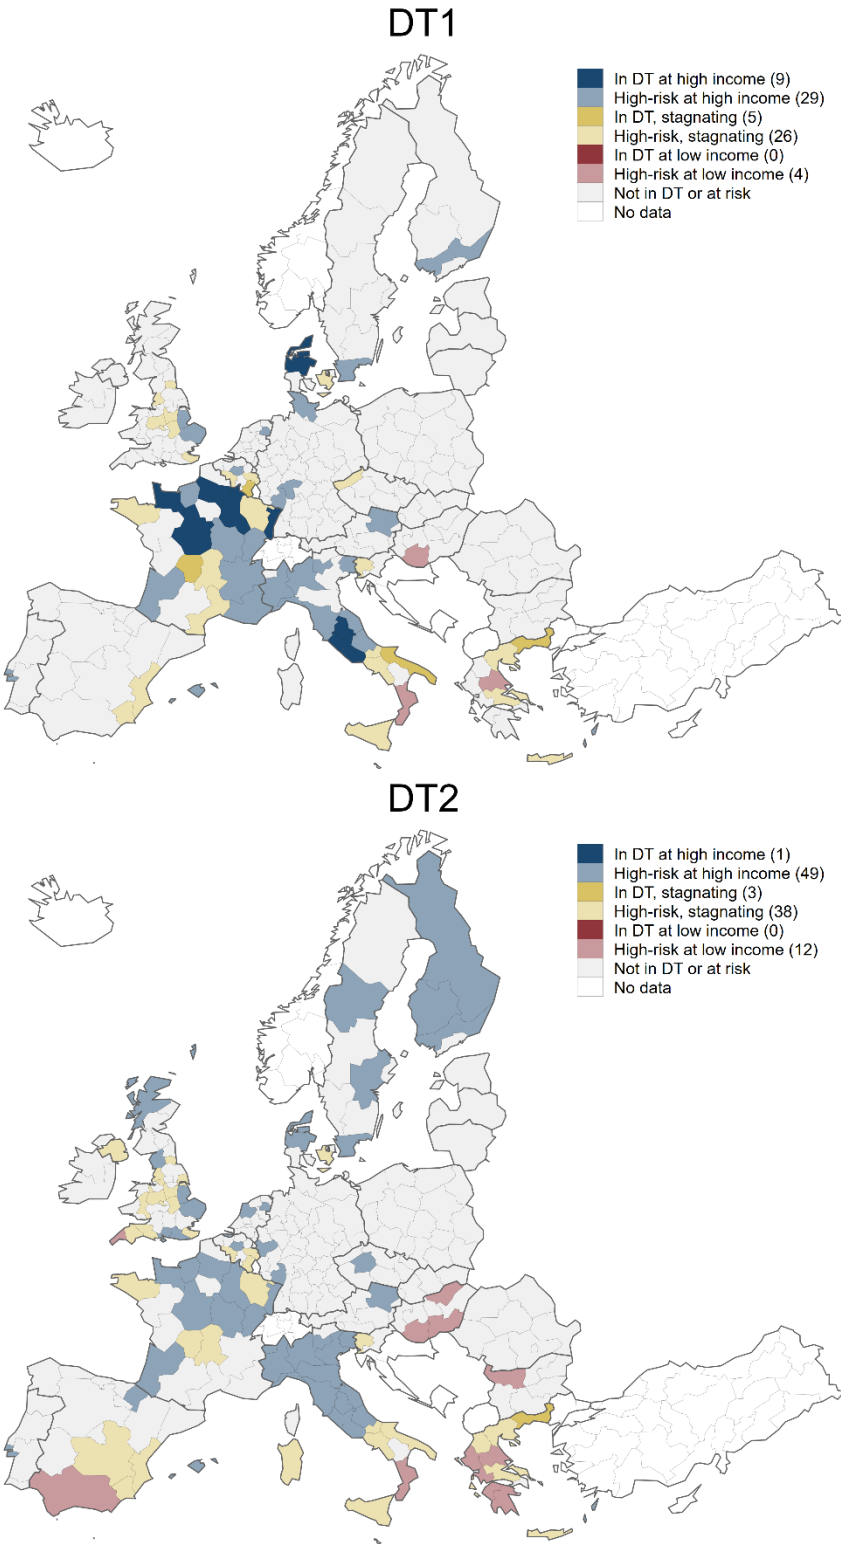 DT1
In DT at high income (9)
High-risk at high income (29)
In DT, stagnating (5)
High-risk, stagnating (26)
In DT at low income (0)
High-risk at low income (4)
Not in DT or at risk
No data
DT2
In DT at high income (1)
High-risk at high income (49)
In DT, stagnating (3)
High-risk, stagnating (38)
In DT at low income (0)
High-risk at low income (12)
Not in DT or at risk
No data